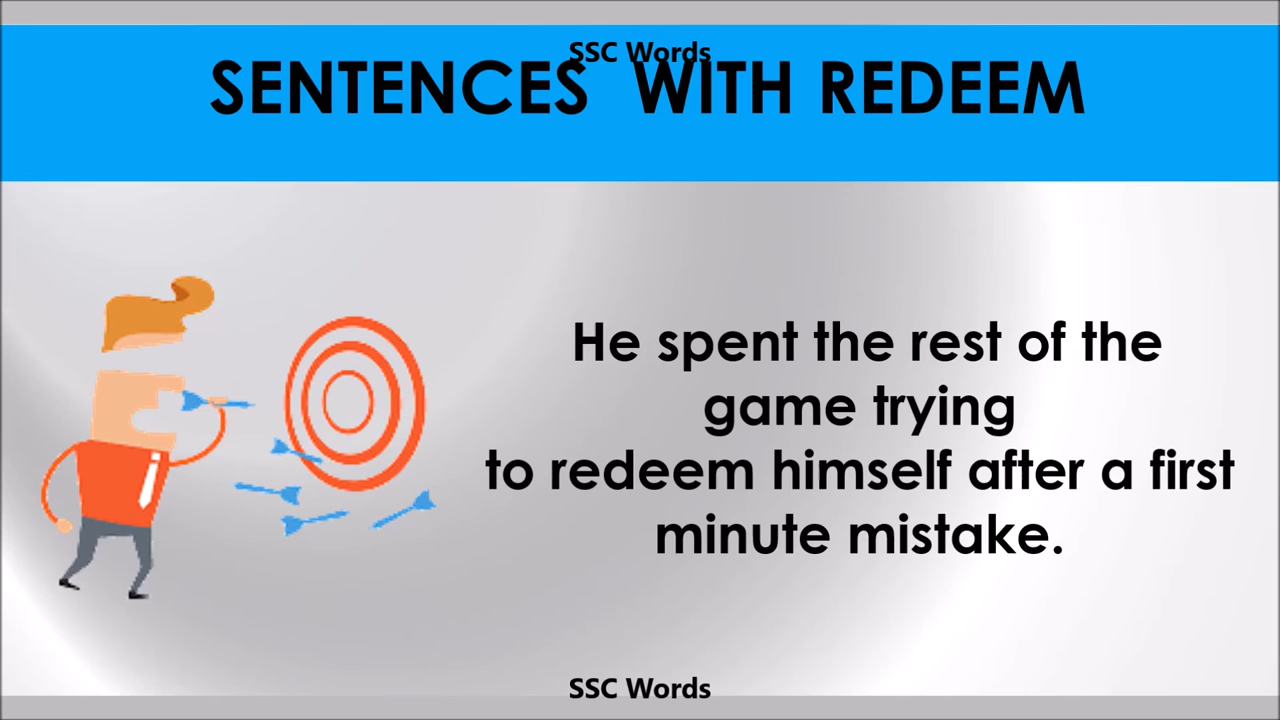 SSC Words
SENTENCES WITH REDEEM
He spent the rest of the
game trying
to redeem himself after a first
minute mistake.
SSC Words